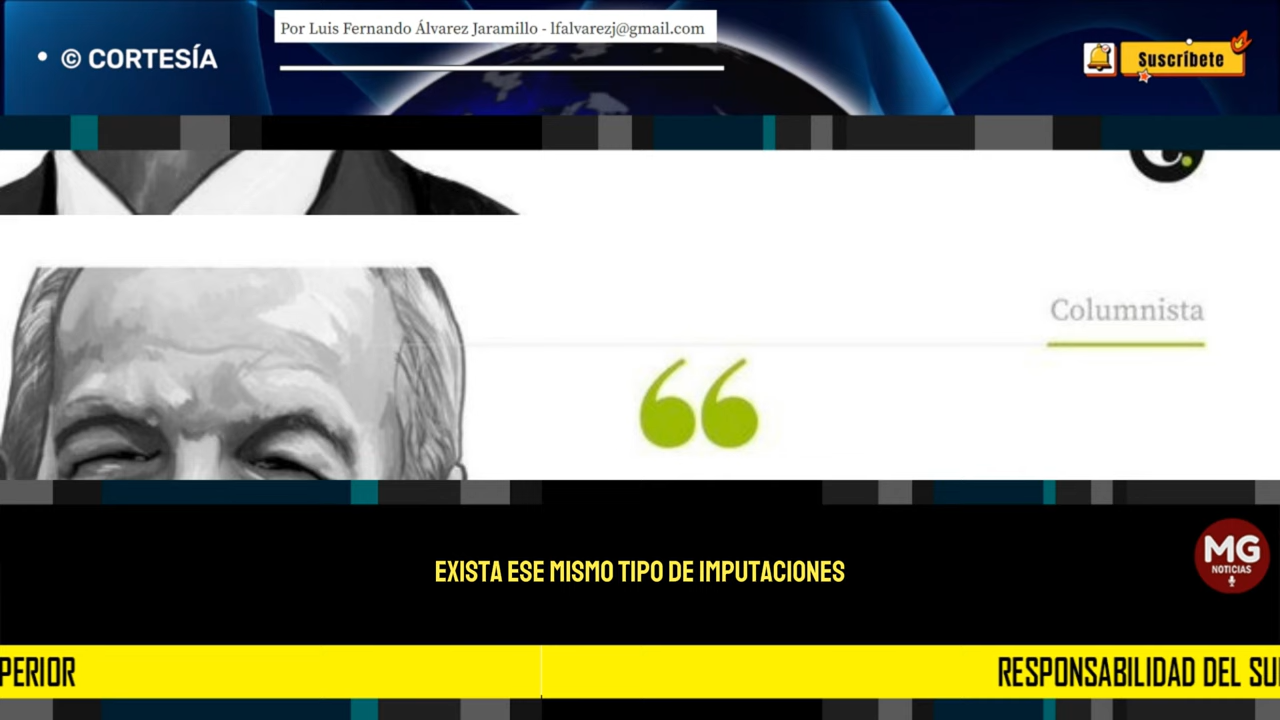 Por Luis Fernando Álvarez Jaramillo - lfalvarezj@gmail.com
• © CORTESÍA
Suscríbete
Columnista
“
EXISTA ESE MISMO TIPO DE IMPUTACIONES
MG
NOTICIAS
PERIOR
RESPONSABILIDAD DEL SU